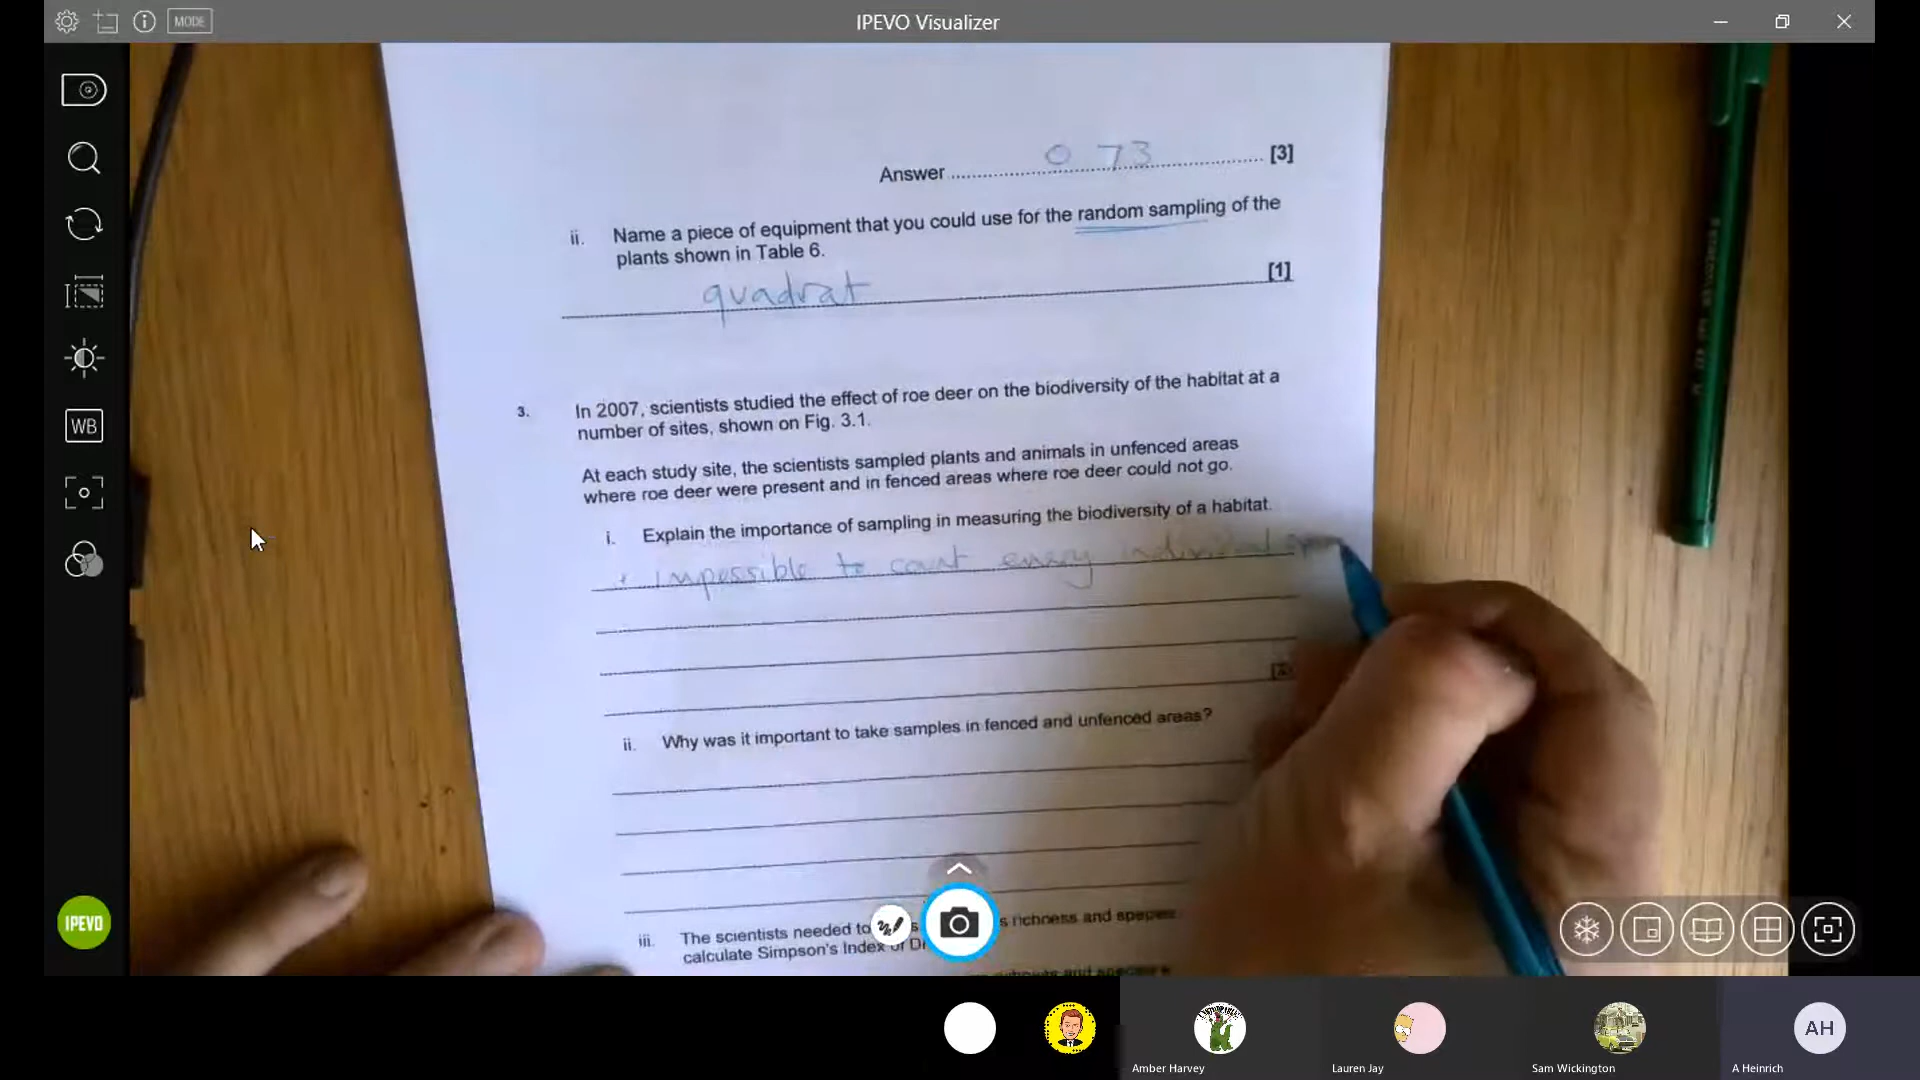 MODE
IPEVO Visualizer
Answer 0.73 [3]
ii. Name a piece of equipment that you could use for the random sampling of the
plants shown in Table 6.
quadrat [1]
3. In 2007, scientists studied the effect of roe deer on the biodiversity of the habitat at a
number of sites, shown on Fig. 3.1.
At each study site, the scientists sampled plants and animals in unfenced areas
where roe deer were present and in fenced areas where roe deer could not go.
i. Explain the importance of sampling in measuring the biodiversity of a habitat.
impossible to count every individual
WB
ii. Why was it important to take samples in fenced and unfenced areas?
iii. The scientists needed to richness and species
calculate Simpson's Index of
IPEVO
AH
Amber Harvey
Lauren Jay
Sam Wickington
A Heinrich